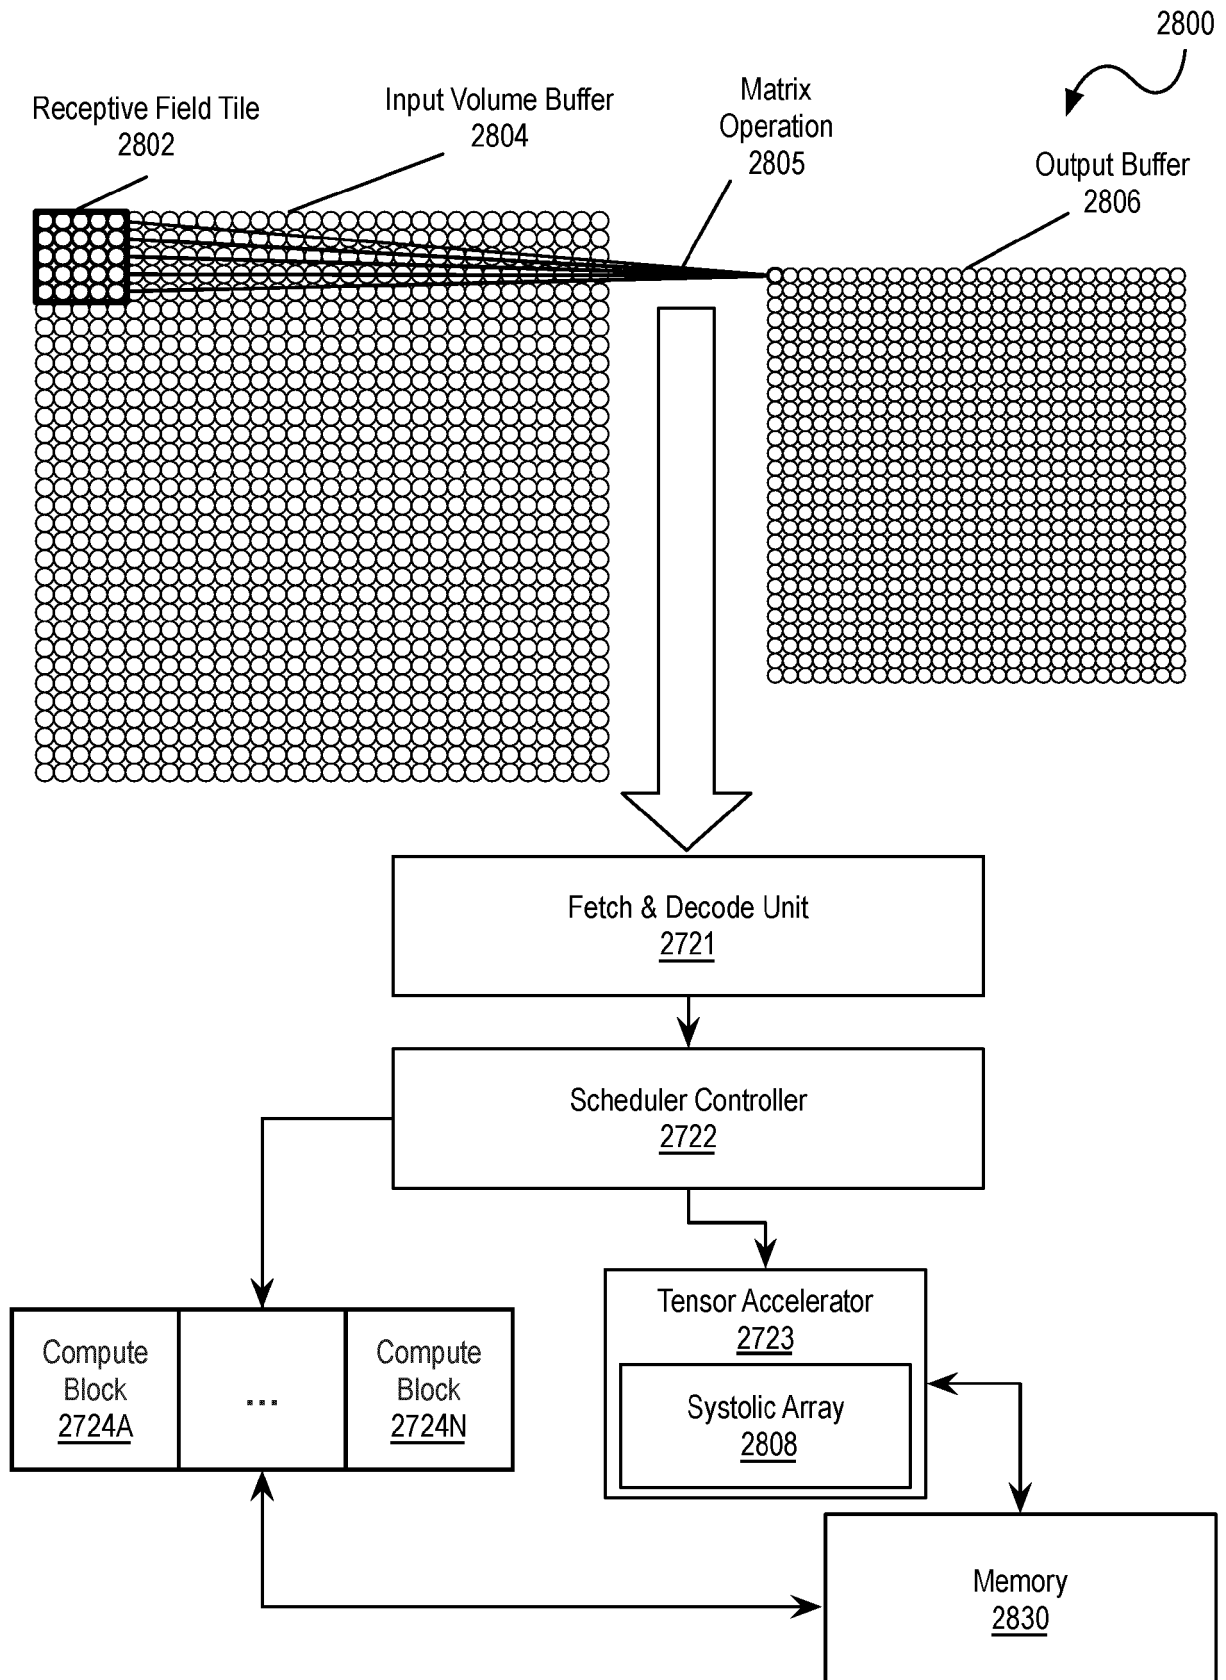 2800
Receptive Field Tile
2802
Input Volume Buffer
2804
Matrix
Operation
2805
Output Buffer
2806
Fetch & Decode Unit
2721
Scheduler Controller
2722
Tensor Accelerator
2723
Systolic Array
2808
Compute
Block
2724A
...
Compute
Block
2724N
Memory
2830